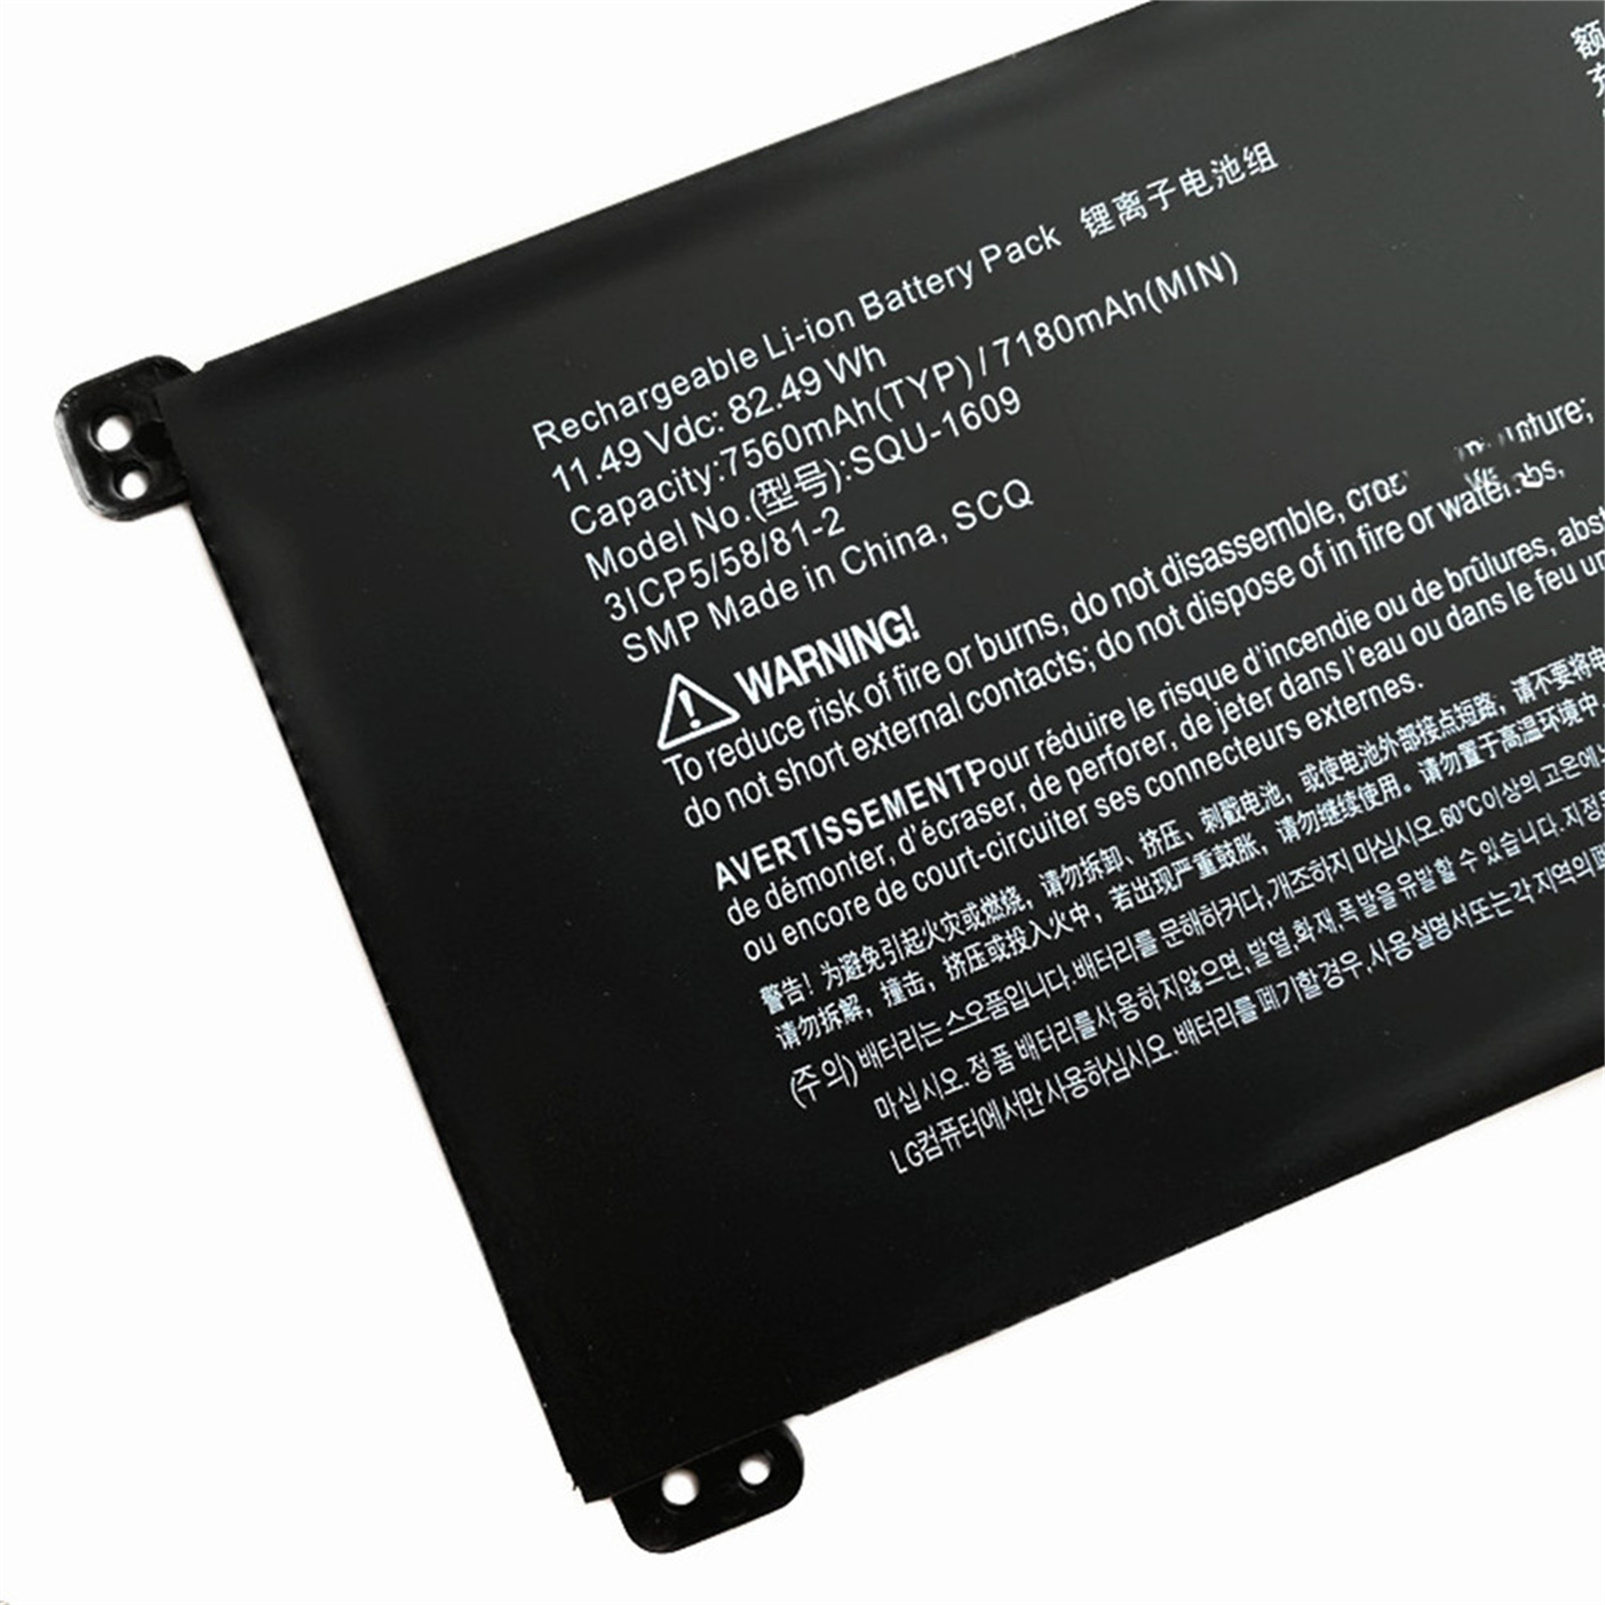 Rechargeable Li-ion Battery Pack 锂离子电池组
11.49 Vdc: 82.49 Wh
Capacity:7560mAh(TYP) / 7180mAh(MIN)
Model No.(型号):SQU-1609
3ICP5/58/81-2
SMP Made in China, SCQ
WARNING!
To reduce risk of fire or burns, do not disassemble,
do not short external contacts; do not dispose of in fire or water.
AVERTISSEMENTPour réduire le risque d'incendie ou de brûlures,
de démonter, d'écraser, de perforer, de jeter dans l'eau ou dans le feu
ou encore de court-circuiter ses connecteurs externes.
警告！为避免引起火灾或燃烧，请勿拆卸、挤压、刺戳电池，或使电池外部接点短路；请不要将电
请勿拆解，撞击，挤压或投入火中，若出现严重鼓胀，请勿继续使用。请勿置于高温环境中.
(주의) 배터리는 스오품입니다.배터리를 문해하커다,개조하지 마심시오.60℃이상의 고온에
마십시오.정품 배터리를사용하지않으면,발열,화재,폭발을유발할수있습니다.지정
LG컴퓨터에서만사용하십시오. 배터리를폐기할경우,사용설명서또는각지역의폐
额
充